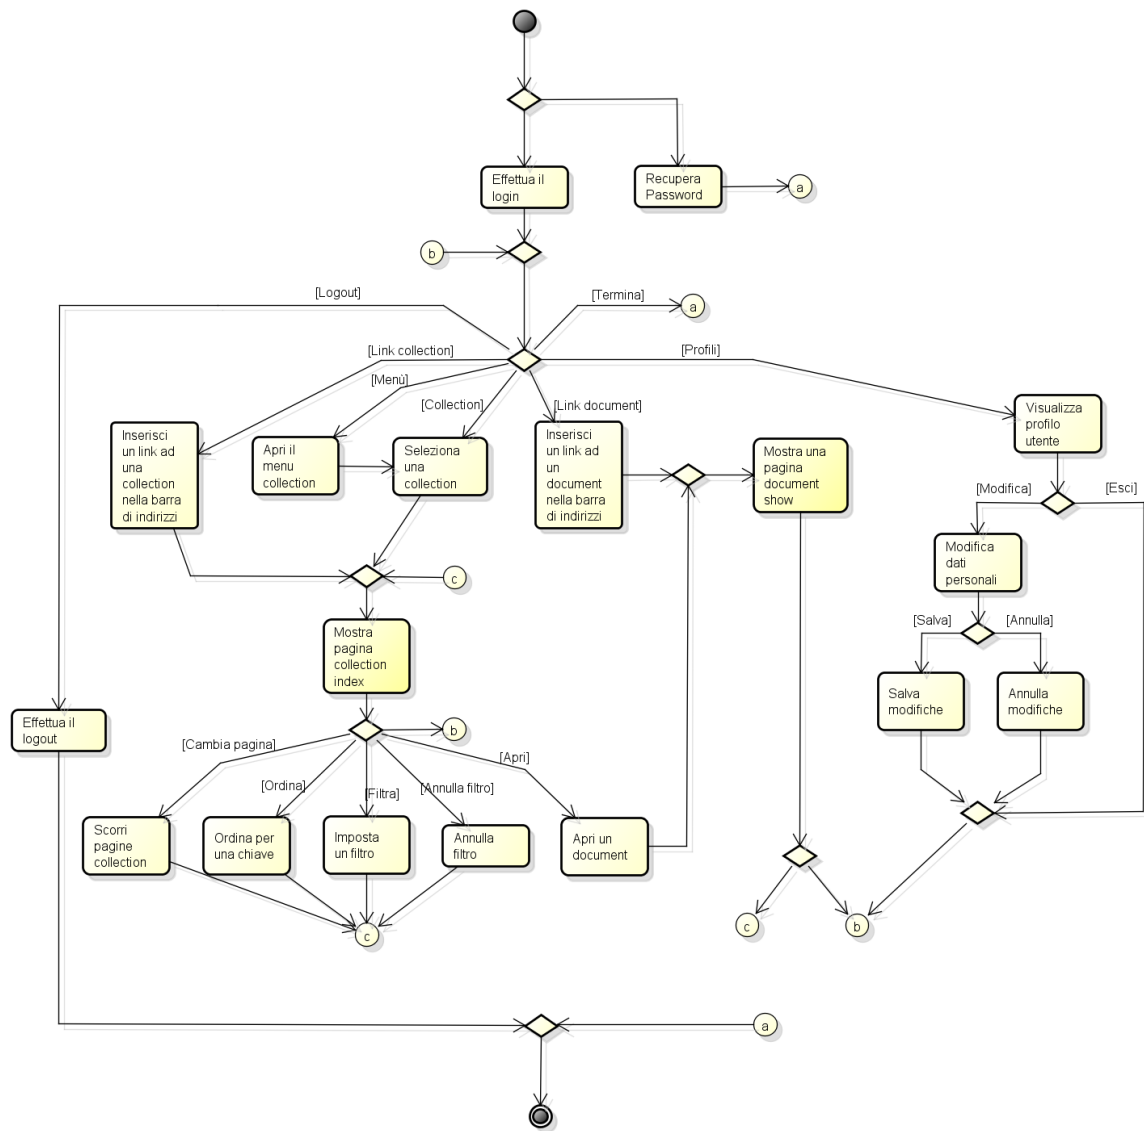 Effettua il
login
Recupera
Password
a
b
[Logout]
[Termina]
a
[Link collection]
[Menù]
[Profili]
[Collection]
[Link document]
Inserisci
un link ad
una
collection
nella barra
di indirizzi
Apri il
menu
collection
Seleziona
una
collection
Inserisci
un link ad
un
document
nella barra
di indirizzi
Mostra una
pagina
document
show
Visualizza
profilo
utente
[Modifica]
[Esci]
Modifica
dati
personali
c
[Salva]
[Annulla]
Mostra
pagina
collection
index
Salva
modifiche
Annulla
modifiche
Effettua il
logout
b
[Cambia pagina]
[Apri]
[Ordina]
[Filtra]
[Annulla filtro]
Scorri
pagine
collection
Ordina per
una chiave
Imposta
un filtro
Annulla
filtro
Apri un
document
c
c
b
a